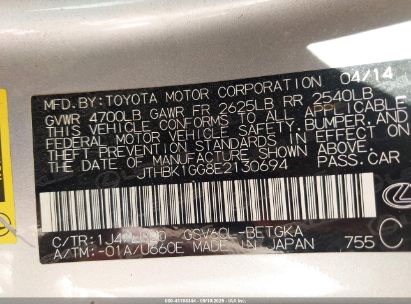 MFD.BY:TOYOTA MOTOR CORPORATION 04/14
GVWR 4700LB GAWR FR 2625LB RR 2540LB
THIS VEHICLE CONFORMS TO ALL APPLICABLE
FEDERAL MOTOR VEHICLE SAFETY, BUMPER, AND
THEFT PREVENTION STANDARDS IN EFFECT ON
THE DATE OF MANUFACTURE SHOWN ABOVE.
JTHBK1GG8E2130694 PASS.CAR
C/TR: GSV60L-BETGKA
A/TM:-01A/U660E MADE IN JAPAN 755
C